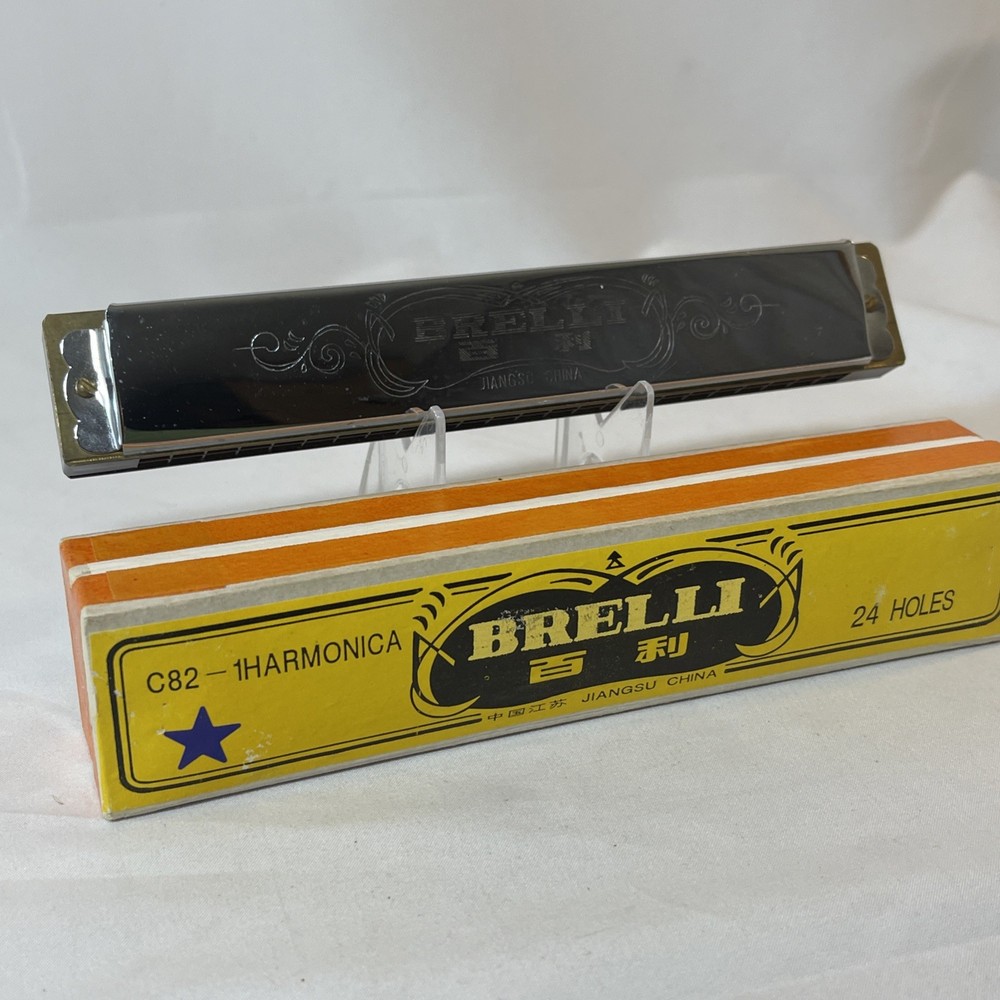 BRELLI
百利
JIANGSU CHINA
C82-1HARMONICA
BRELLI
百利
中国江苏 JIANGSU CHINA
24 HOLES